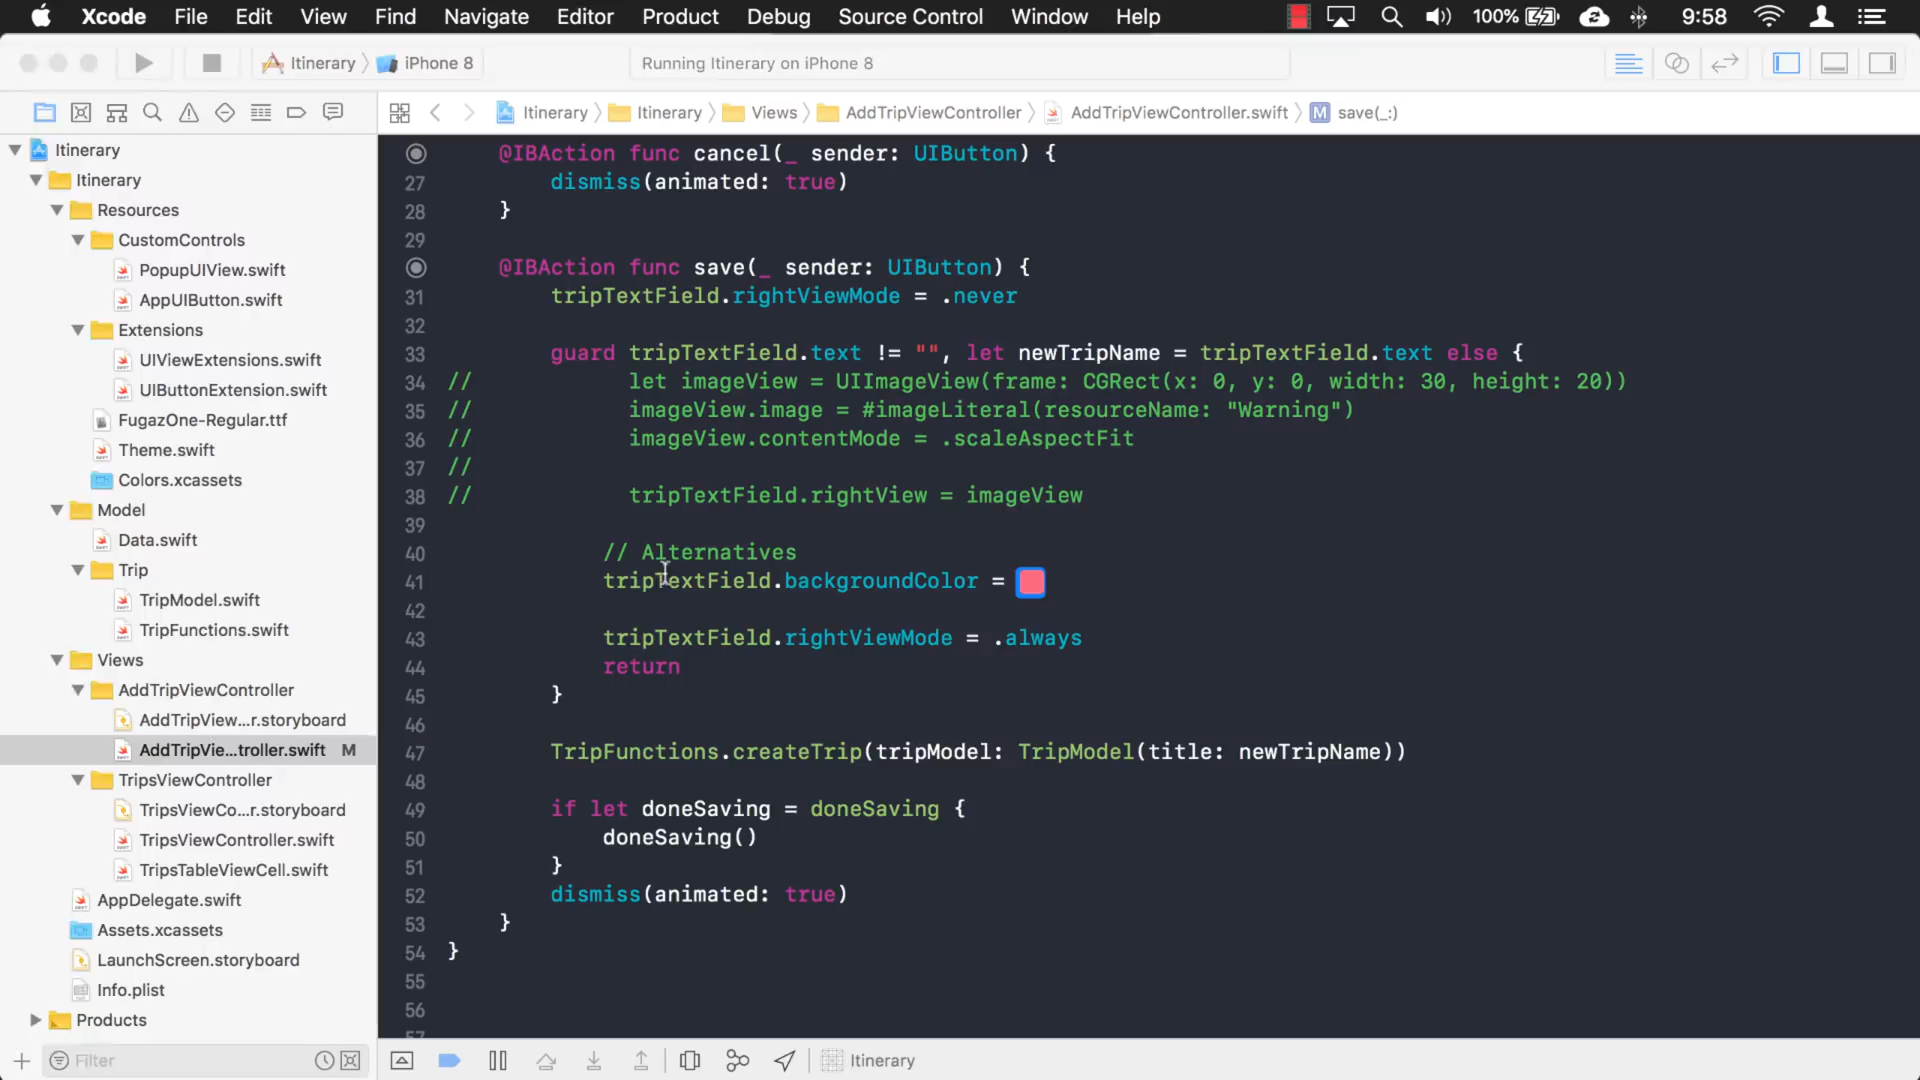 Xcode File Edit View Find Navigate Editor Product Debug Source Control Window Help 100% 9:58
Itinerary iPhone 8 Running Itinerary on iPhone 8
Itinerary Itinerary Views AddTripViewController AddTripViewController.swift M save(_:)
Itinerary
Itinerary
Resources
CustomControls
PopupUIView.swift
AppUIButton.swift
Extensions
UIViewExtensions.swift
UIButtonExtension.swift
FugazOne-Regular.ttf
Theme.swift
Colors.xcassets
Model
Data.swift
Trip
TripModel.swift
TripFunctions.swift
Views
AddTripViewController
AddTripView...r.storyboard
AddTripVie...troller.swift M
TripsViewController
TripsViewCo...r.storyboard
TripsViewController.swift
TripsTableViewCell.swift
AppDelegate.swift
Assets.xcassets
LaunchScreen.storyboard
Info.plist
Products
Filter
@IBAction func cancel(_ sender: UIButton) {
27 dismiss(animated: true)
28 }
29
@IBAction func save(_ sender: UIButton) {
31 tripTextField.rightViewMode = .never
32
33 guard tripTextField.text != "", let newTripName = tripTextField.text else {
34 // let imageView = UIImageView(frame: CGRect(x: 0, y: 0, width: 30, height: 20))
35 // imageView.image = #imageLiteral(resourceName: "Warning")
36 // imageView.contentMode = .scaleAspectFit
37 //
38 // tripTextField.rightView = imageView
39
40 // Alternatives
41 tripTextField.backgroundColor =
42
43 tripTextField.rightViewMode = .always
44 return
45 }
46
47 TripFunctions.createTrip(tripModel: TripModel(title: newTripName))
48
49 if let doneSaving = doneSaving {
50 doneSaving()
51 }
52 dismiss(animated: true)
53 }
54 }
55
56
57
Itinerary